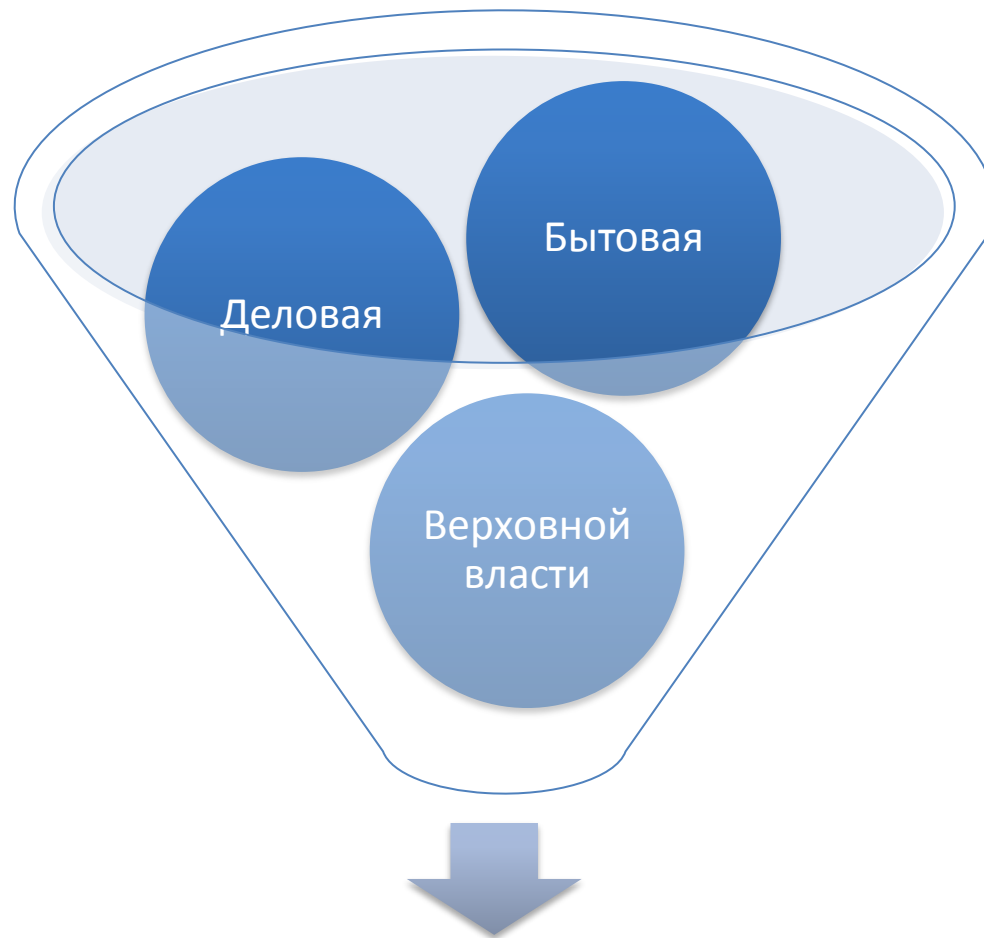 Бытовая
Деловая
Верховной
власти